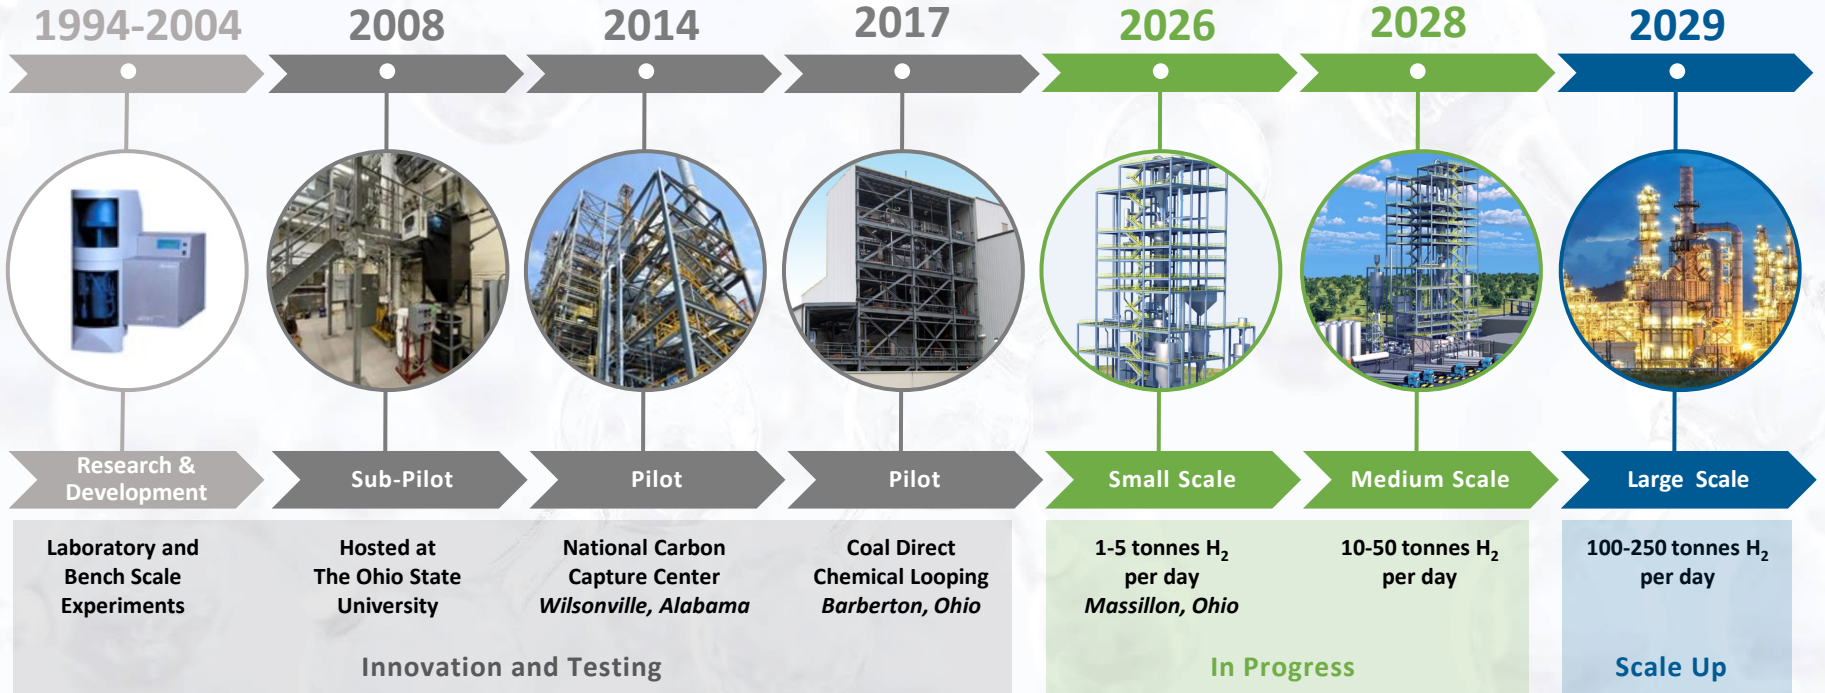 1994-2004
2008
2014
2017
2026
2028
2029
Research &
Development
Sub-Pilot
Pilot
Pilot
Small Scale
Medium Scale
Large Scale
Laboratory and
Bench Scale
Experiments
Hosted at
The Ohio State
University
National Carbon
Capture Center
Wilsonville, Alabama
Coal Direct
Chemical Looping
Barberton, Ohio
1-5 tonnes H₂
per day
Massillon, Ohio
10-50 tonnes H₂
per day
100-250 tonnes H₂
per day
Innovation and Testing
In Progress
Scale Up